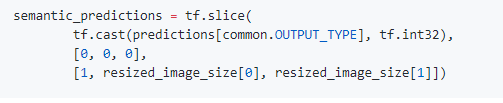 semantic_predictions = tf.slice(
        tf.cast(predictions[common.OUTPUT_TYPE], tf.int32),
        [0, 0, 0],
        [1, resized_image_size[0], resized_image_size[1]])